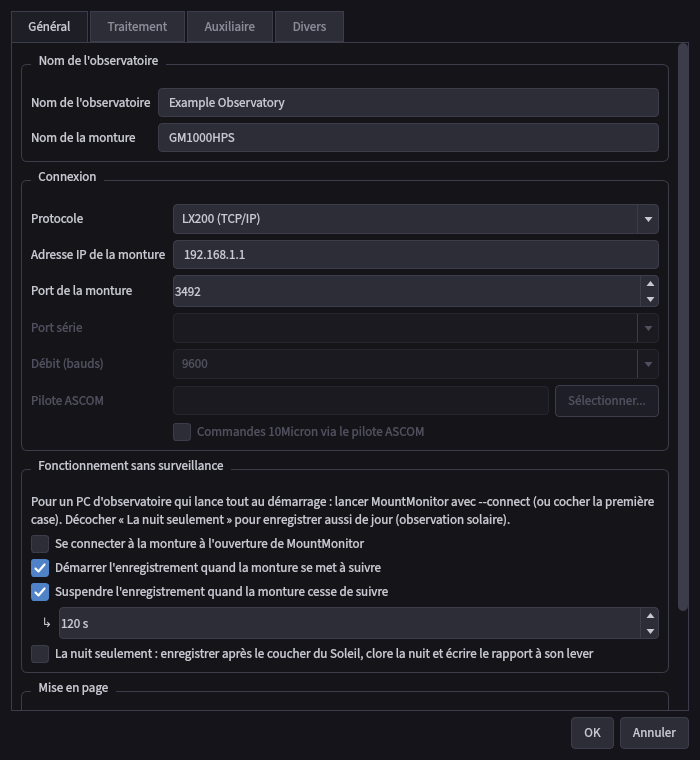 Général
Traitement
Auxiliaire
Divers
Nom de l'observatoire
Nom de l'observatoire
Example Observatory
Nom de la monture
GM1000HPS
Connexion
Protocole
LX200 (TCP/IP)
Adresse IP de la monture
192.168.1.1
Port de la monture
3492
Port série
Débit (bauds)
9600
Pilote ASCOM
Sélectionner...
Commandes 10Micron via le pilote ASCOM
Fonctionnement sans surveillance
Pour un PC d'observatoire qui lance tout au démarrage : lancer MountMonitor avec --connect (ou cocher la première
case). Décocher « La nuit seulement » pour enregistrer aussi de jour (observation solaire).
Se connecter à la monture à l'ouverture de MountMonitor
Démarrer l'enregistrement quand la monture se met à suivre
Suspendre l'enregistrement quand la monture cesse de suivre
↳ 120 s
La nuit seulement : enregistrer après le coucher du Soleil, clore la nuit et écrire le rapport à son lever
Mise en page
OK
Annuler